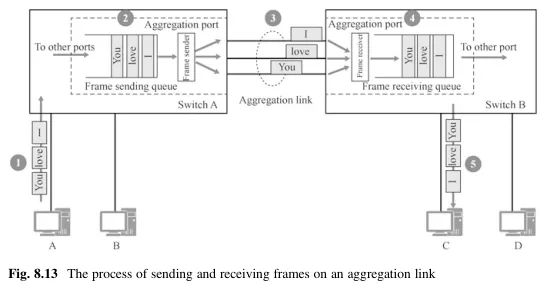 2
Aggregation port
3
Aggregation port
4
To other ports
You
love
I
Frame sender
I
love
You
Frame receiver
You
love
I
To other port
Frame sending queue
Frame receiving queue
Switch A
Aggregation link
Switch B
1
I
love
You
You
love
I
5
A
B
C
D
Fig. 8.13 The process of sending and receiving frames on an aggregation link